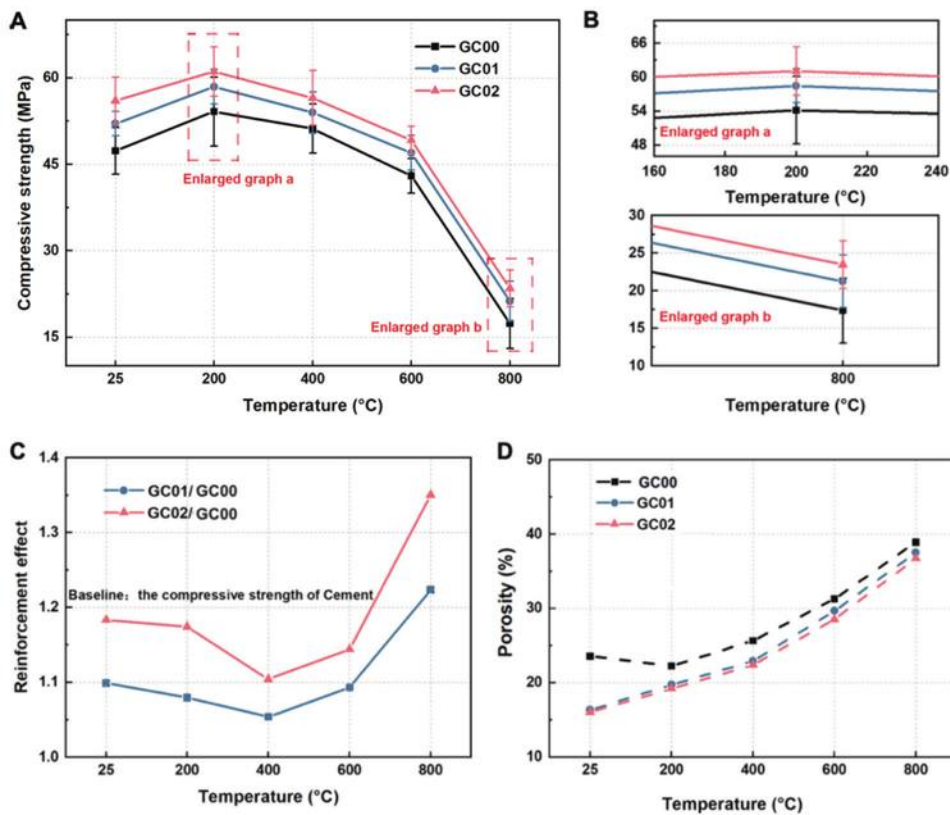 A
GC00
GC01
GC02
60
45
30
15
Compressive strength (MPa)
Enlarged graph a
Enlarged graph b
25 200 400 600 800
Temperature (°C)
B
66
60
54
48
Enlarged graph a
160 180 200 220 240
Temperature (°C)
30
25
20
15
10
Enlarged graph b
800
Temperature (°C)
C
1.4
1.3
1.2
1.1
1.0
Reinforcement effect
GC01/ GC00
GC02/ GC00
Baseline: the compressive strength of Cement
25 200 400 600 800
Temperature (°C)
D
50
40
30
20
10
Porosity (%)
GC00
GC01
GC02
25 200 400 600 800
Temperature (°C)